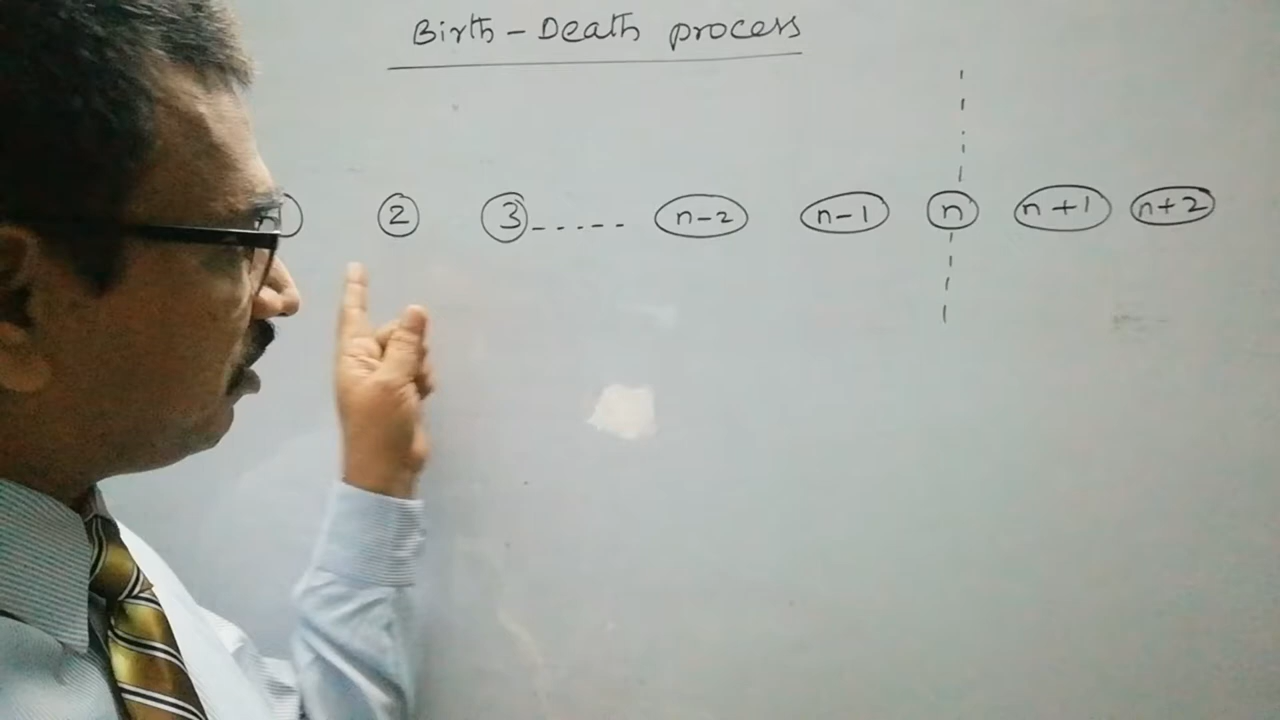 Birth - Death process
2 3 ----- n-2 n-1 n n+1 n+2